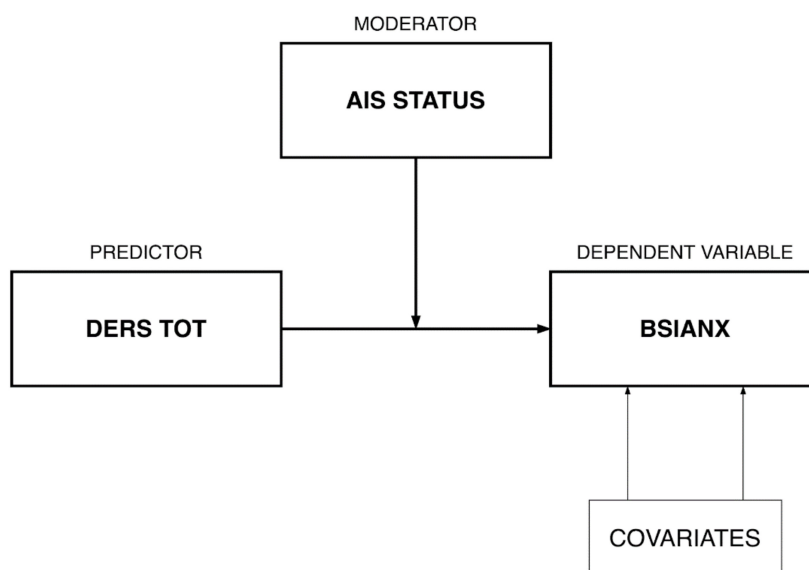 MODERATOR
AIS STATUS
PREDICTOR
DERS TOT
DEPENDENT VARIABLE
BSIANX
COVARIATES